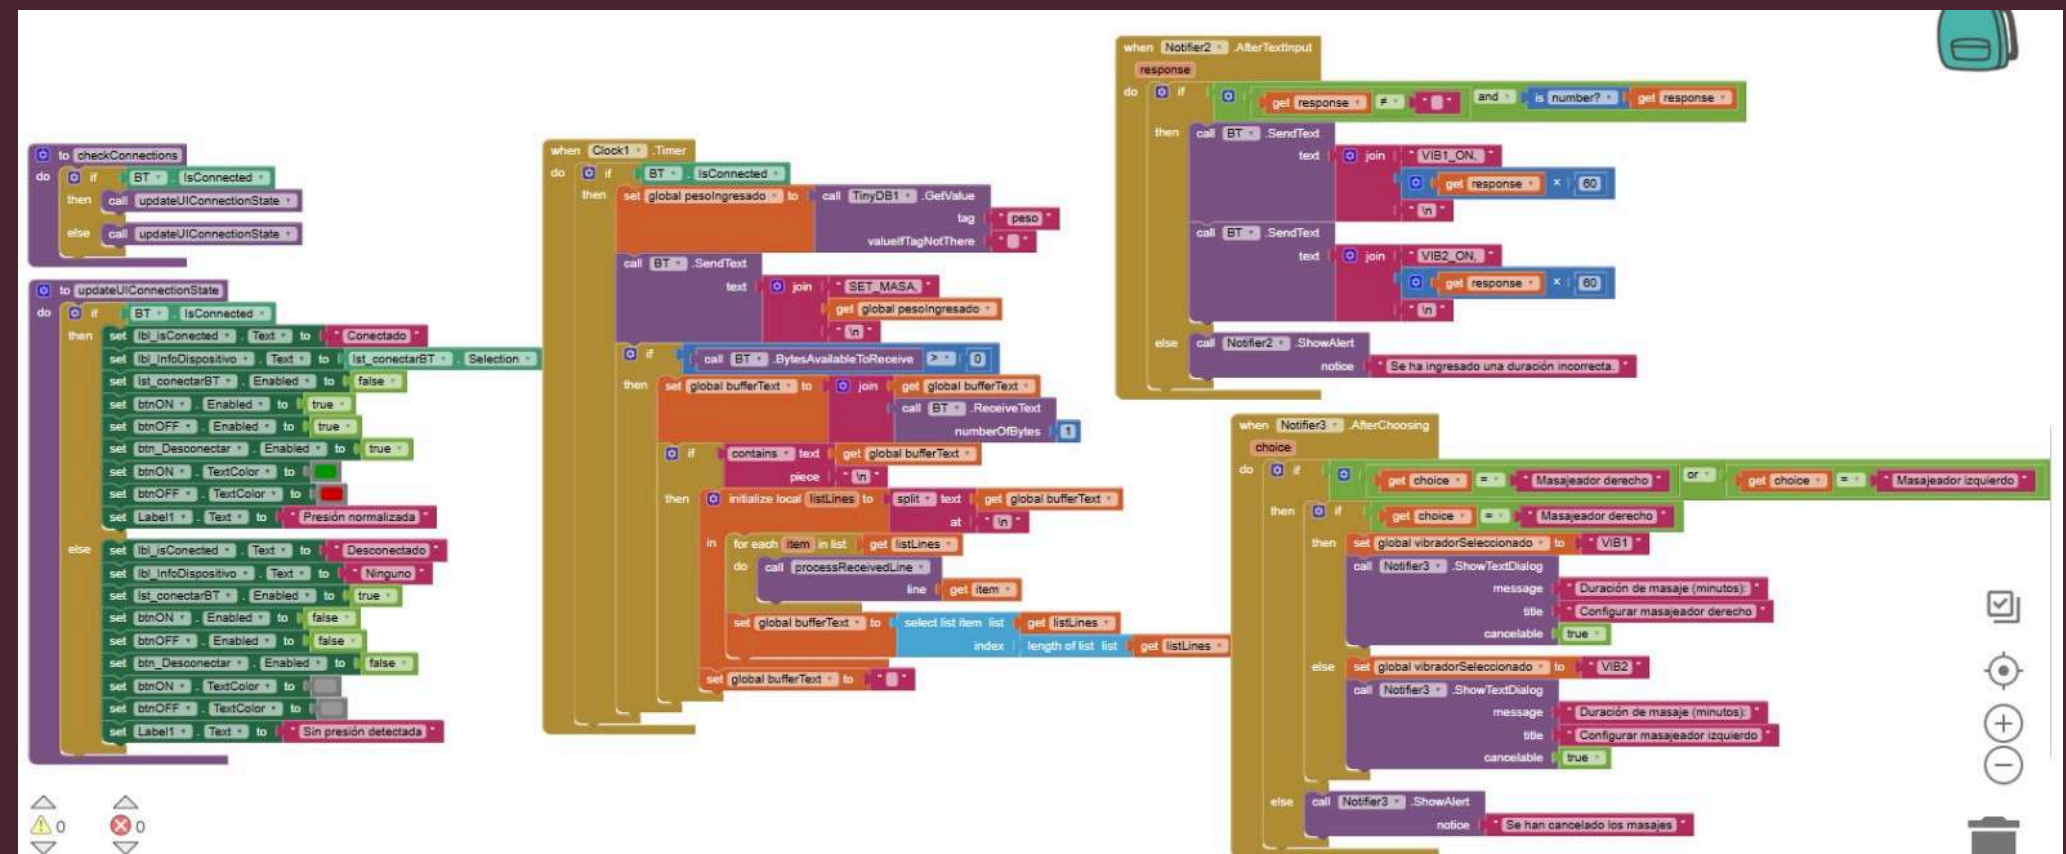 to checkConnections
do if BT . IsConnected
then call updateUIConnectionState
else call updateUIConnectionState
to updateUIConnectionState
do if BT . IsConnected
then set lbl_isConected . Text to " Conectado "
set lbl_InfoDispositivo . Text to lst_conectarBT . Selection
set lst_conectarBT . Enabled to false
set btnON . Enabled to true
set btnOFF . Enabled to true
set btn_Desconectar . Enabled to true
set btnON . TextColor to
set btnOFF . TextColor to
set Label1 . Text to " Presión normalizada "
else set lbl_isConected . Text to " Desconectado "
set lbl_InfoDispositivo . Text to " Ninguno "
set lst_conectarBT . Enabled to true
set btnON . Enabled to false
set btnOFF . Enabled to false
set btn_Desconectar . Enabled to false
set btnON . TextColor to
set btnOFF . TextColor to
set Label1 . Text to " Sin presión detectada "
0 0
when Clock1 .Timer
do if BT . IsConnected
then set global pesoIngresado to call TinyDB1 .GetValue
tag " peso "
valueIfTagNotThere " "
call BT .SendText
text join " SET_MASA, "
get global pesoIngresado
" \n "
if call BT .BytesAvailableToReceive > 0
then set global bufferText to join get global bufferText
call BT .ReceiveText
numberOfBytes 1
if contains text get global bufferText
piece " \n "
then initialize local listLines to split text get global bufferText
at " \n "
in for each item in list get listLines
do call processReceivedLine
line get item
set global bufferText to select list item list get listLines
index length of list list get listLines
set global bufferText to " "
when Notifier2 .AfterTextInput
response
do if get response ≠ " " and is number? get response
then call BT .SendText
text join " VIB1_ON, "
get response × 60
" \n "
call BT .SendText
text join " VIB2_ON, "
get response × 60
" \n "
else call Notifier2 .ShowAlert
notice " Se ha ingresado una duración incorrecta. "
when Notifier3 .AfterChoosing
choice
do if get choice = " Masajeador derecho " or get choice = " Masajeador izquierdo "
then if get choice = " Masajeador derecho "
then set global vibradorSeleccionado to " VIB1 "
call Notifier3 .ShowTextDialog
message " Duración de masaje (minutos): "
title " Configurar masajeador derecho "
cancelable true
else set global vibradorSeleccionado to " VIB2 "
call Notifier3 .ShowTextDialog
message " Duración de masaje (minutos): "
title " Configurar masajeador izquierdo "
cancelable true
else call Notifier3 .ShowAlert
notice " Se han cancelado los masajes "